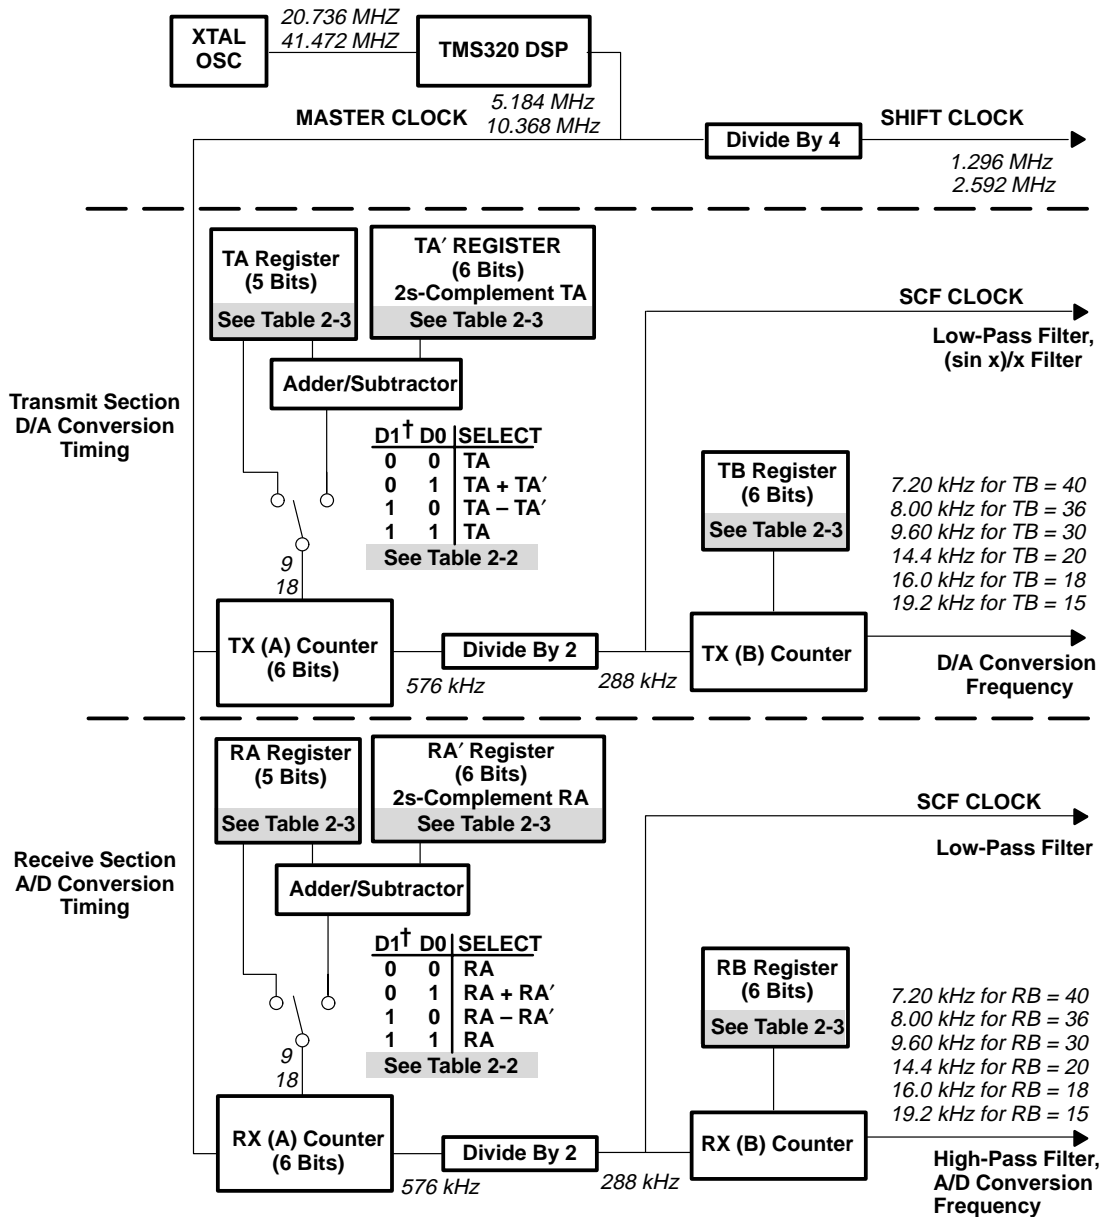 XTAL
OSC
20.736 MHZ
41.472 MHZ
TMS320 DSP
MASTER CLOCK
5.184 MHz
10.368 MHz
Divide By 4
SHIFT CLOCK
1.296 MHz
2.592 MHz
Transmit Section
D/A Conversion
Timing
TA Register
(5 Bits)
See Table 2-3
TA′ REGISTER
(6 Bits)
2s-Complement TA
See Table 2-3
Adder/Subtractor
D1† D0 SELECT
0 0 TA
0 1 TA + TA′
1 0 TA – TA′
1 1 TA
See Table 2-2
9
18
TX (A) Counter
(6 Bits)
576 kHz
Divide By 2
288 kHz
SCF CLOCK
Low-Pass Filter,
(sin x)/x Filter
TB Register
(6 Bits)
See Table 2-3
TX (B) Counter
7.20 kHz for TB = 40
8.00 kHz for TB = 36
9.60 kHz for TB = 30
14.4 kHz for TB = 20
16.0 kHz for TB = 18
19.2 kHz for TB = 15
D/A Conversion
Frequency
Receive Section
A/D Conversion
Timing
RA Register
(5 Bits)
See Table 2-3
RA′ Register
(6 Bits)
2s-Complement RA
See Table 2-3
Adder/Subtractor
D1† D0 SELECT
0 0 RA
0 1 RA + RA′
1 0 RA – RA′
1 1 RA
See Table 2-2
9
18
RX (A) Counter
(6 Bits)
576 kHz
Divide By 2
288 kHz
SCF CLOCK
Low-Pass Filter
RB Register
(6 Bits)
See Table 2-3
RX (B) Counter
7.20 kHz for RB = 40
8.00 kHz for RB = 36
9.60 kHz for RB = 30
14.4 kHz for RB = 20
16.0 kHz for RB = 18
19.2 kHz for RB = 15
High-Pass Filter,
A/D Conversion
Frequency